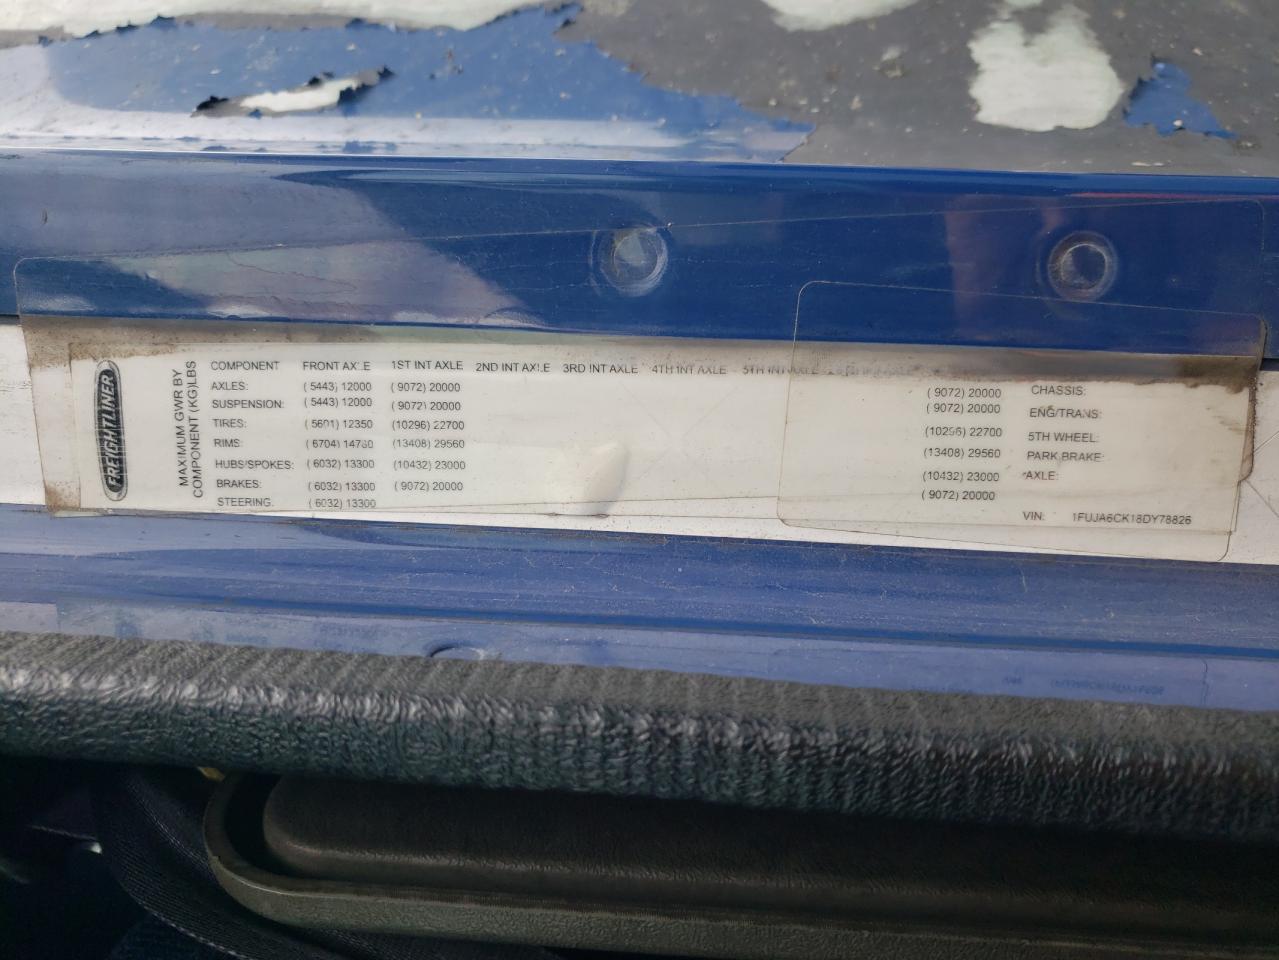 FREIGHTLINER
MAXIMUM GWR BY
COMPONENT (KG)LBS
COMPONENT FRONT AXLE 1ST INT AXLE 2ND INT AXLE 3RD INT AXLE 4TH INT AXLE 5TH INT AXLE
AXLES: ( 5443) 12000 ( 9072) 20000 ( 9072) 20000 CHASSIS:
SUSPENSION: ( 5443) 12000 ( 9072) 20000 ( 9072) 20000 ENG/TRANS:
TIRES: ( 5601) 12350 (10296) 22700 (10296) 22700 5TH WHEEL:
RIMS: ( 6704) 14780 (13408) 29560 (13408) 29560 PARK BRAKE:
HUBS/SPOKES: ( 6032) 13300 (10432) 23000 (10432) 23000 AXLE:
BRAKES: ( 6032) 13300 ( 9072) 20000 ( 9072) 20000
STEERING: ( 6032) 13300 VIN: 1FUJA6CK18DY78826